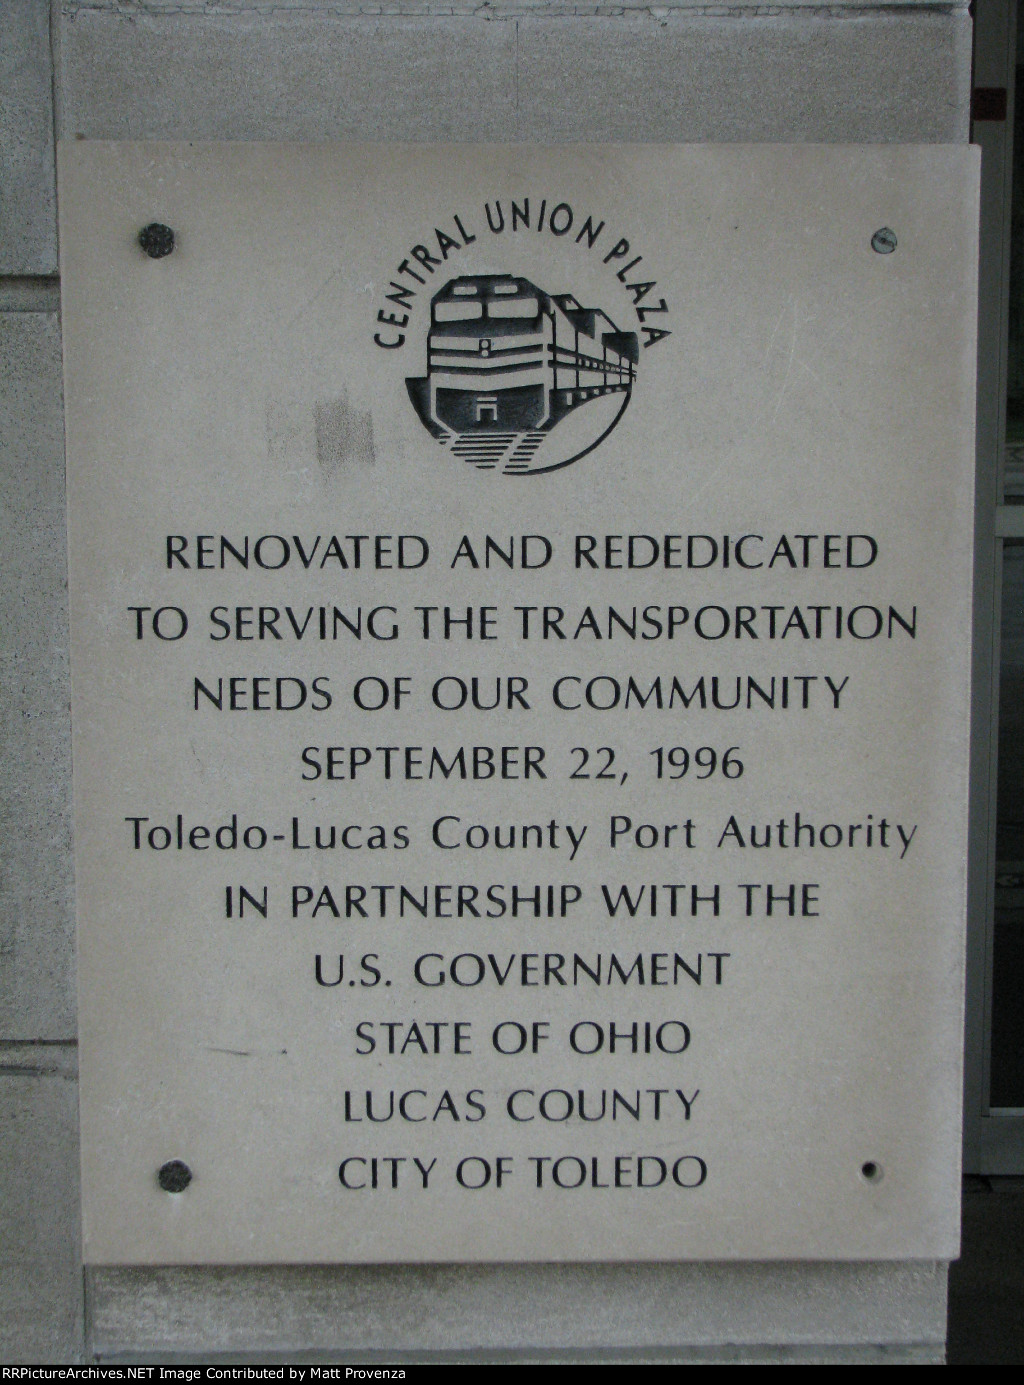 CENTRAL UNION PLAZA
RENOVATED AND REDEDICATED
TO SERVING THE TRANSPORTATION
NEEDS OF OUR COMMUNITY
SEPTEMBER 22, 1996
Toledo-Lucas County Port Authority
IN PARTNERSHIP WITH THE
U.S. GOVERNMENT
STATE OF OHIO
LUCAS COUNTY
CITY OF TOLEDO
RRPictureArchives.NET Image Contributed by Matt Provenza